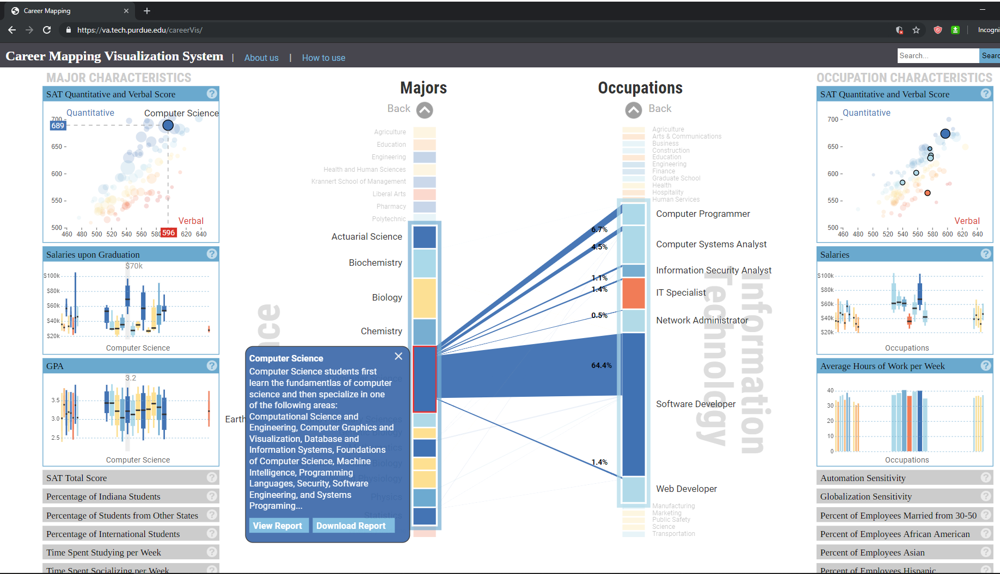 Career Mapping
https://va.tech.purdue.edu/careerVis/
Incogni
Career Mapping Visualization System | About us | How to use
Search...
Searc
MAJOR CHARACTERISTICS
SAT Quantitative and Verbal Score ?
Quantitative
Computer Science
700
689
650
600
550
500
Verbal
460 480 500 520 540 560 580 596 620 640
Salaries upon Graduation ?
$70k
$100k
$80k
$60k
$40k
$20k
Computer Science
GPA ?
3.2
3.5
3.0
2.5
Computer Science
SAT Total Score ?
Percentage of Indiana Students ?
Percentage of Students from Other States ?
Percentage of International Students ?
Time Spent Studying per Week ?
Time Spent Socializing per Week ?
Majors
Back
Agriculture
Education
Engineering
Health and Human Sciences
Krannert School of Management
Liberal Arts
Pharmacy
Polytechnic
Actuarial Science
Biochemistry
Biology
Chemistry
Computer Science
Computer Science students first
learn the fundamentlas of computer
science and then specialize in one
of the following areas:
Computational Science and
Engineering, Computer Graphics and
Visualization, Database and
Information Systems, Foundations
of Computer Science, Machine
Intelligence, Programming
Languages, Security, Software
Engineering, and Systems
Programing...
View Report
Download Report
Earth
Sciences
Biology
Physiology
Physics
Statistics
6.7%
4.5%
1.1%
1.4%
0.5%
64.4%
1.4%
Occupations
Back
Agriculture
Arts & Communications
Business
Construction
Education
Engineering
Finance
Graduate School
Health
Hospitality
Human Services
Computer Programmer
Computer Systems Analyst
Information Security Analyst
IT Specialist
Network Administrator
Software Developer
Web Developer
Information
Technology
Manufacturing
Marketing
Public Safety
Science
Transportation
OCCUPATION CHARACTERISTICS
SAT Quantitative and Verbal Score ?
Quantitative
700
650
600
550
500
Verbal
460 480 500 520 540 560 580 600 620 640
Salaries ?
$100k
$80k
$60k
$40k
$20k
Occupations
Average Hours of Work per Week ?
40
30
20
10
0
Occupations
Automation Sensitivity ?
Globalization Sensitivity ?
Percent of Employees Married from 30-50 ?
Percent of Employees African American ?
Percent of Employees Asian ?
Percent of Employees Hispanic ?